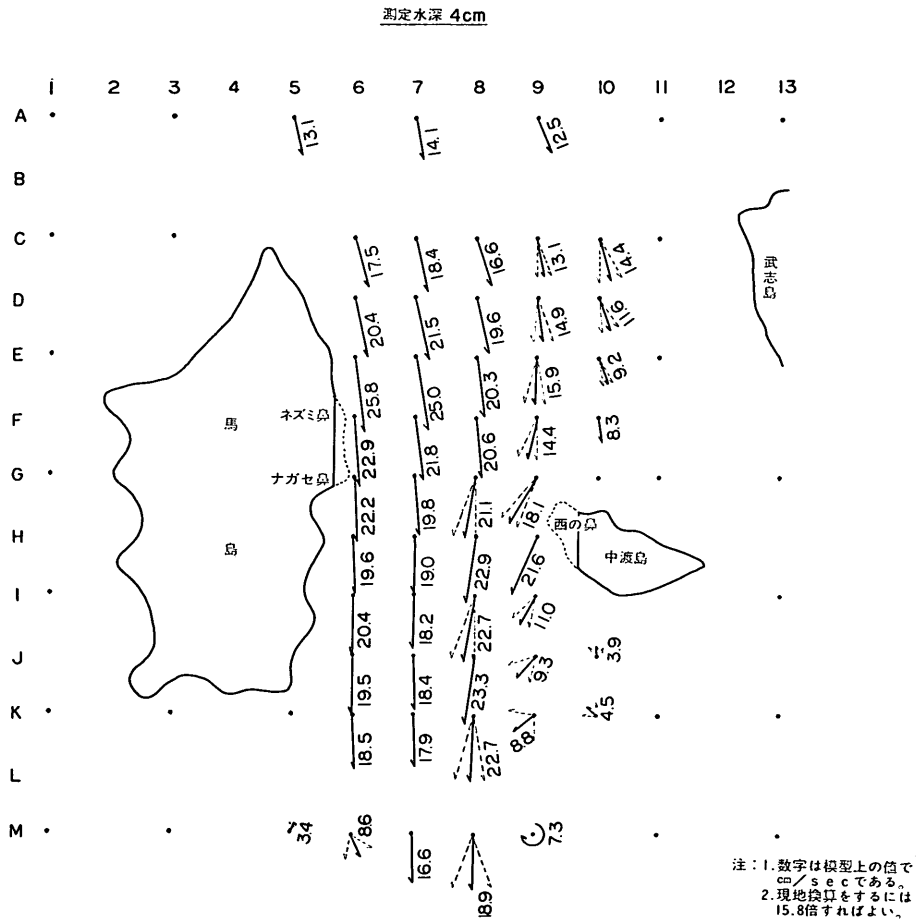 測定水深 4cm
1 2 3 4 5 6 7 8 9 10 11 12 13
A
13.1 14.1 12.5
B
C
17.5 18.4 16.6 13.1 14.4
武志島
D
20.4 21.5 19.6 14.9 11.6
E
25.8 25.0 20.3 15.9 9.2
ネズミ鼻
F
馬
22.9 21.8 20.6 14.4 8.3
G
ナガセ鼻
22.2 19.8 21.1 18.1
西の鼻
H
島
中渡島
19.6 19.0 22.9 21.6
I
20.4 18.2 22.7 11.0
J
19.5 18.4 23.3 9.3 3.9
K
18.5 17.9 22.7 8.8 4.5
L
M
3.4 8.6 16.6 18.9 7.3
注：1.数字は模型上の値で
cm/secである。
2.現地換算をするには
15.8倍すればよい。